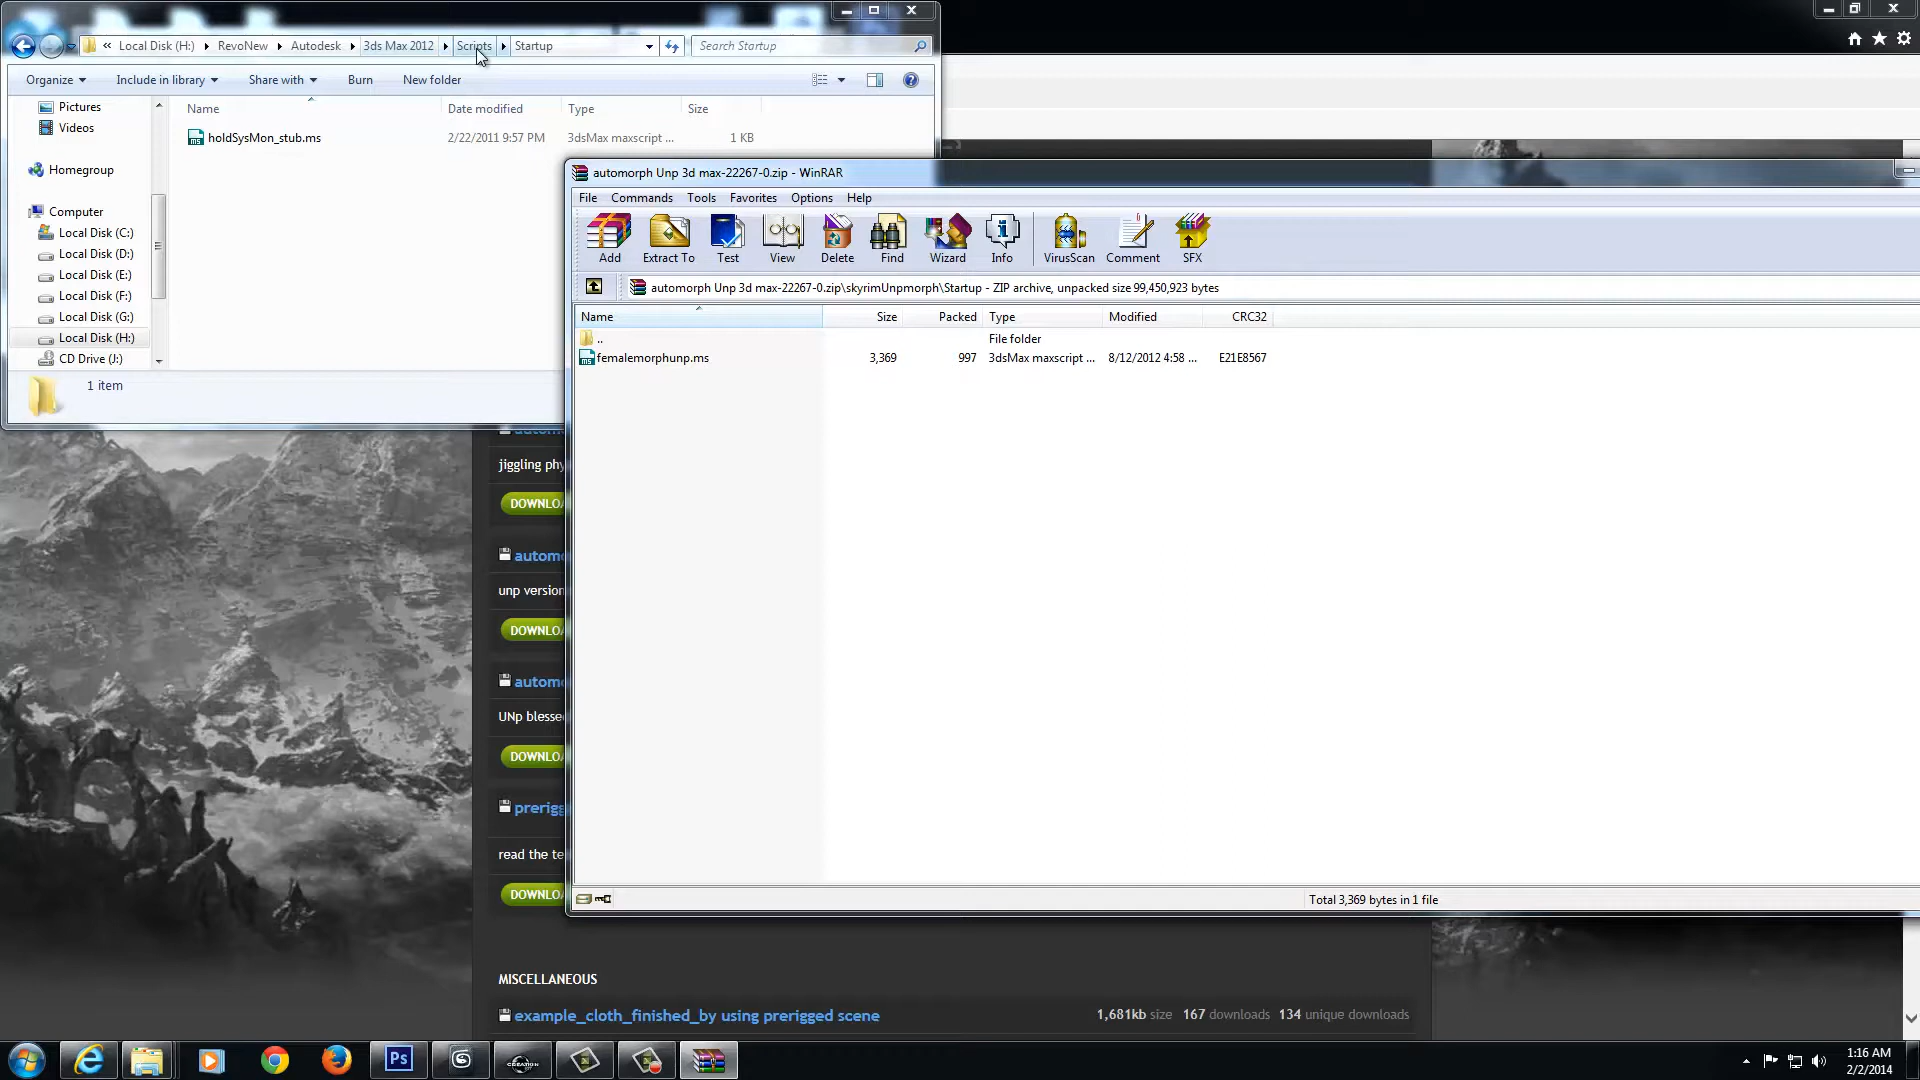 « Local Disk (H:) RevoNew Autodesk 3ds Max 2012 Scripts Startup Search Startup
Organize Include in library Share with Burn New folder
Pictures
Videos
Homegroup
Computer
Local Disk (C:)
Local Disk (D:)
Local Disk (E:)
Local Disk (F:)
Local Disk (G:)
Local Disk (H:)
CD Drive (J:)
Name Date modified Type Size
holdSysMon_stub.ms 2/22/2011 9:57 PM 3dsMax maxscript ... 1 KB
1 item
automorph Unp 3d max-22267-0.zip - WinRAR
File Commands Tools Favorites Options Help
Add Extract To Test View Delete Find Wizard Info VirusScan Comment SFX
automorph Unp 3d max-22267-0.zip\skyrimUnpmorph\Startup - ZIP archive, unpacked size 99,450,923 bytes
Name Size Packed Type Modified CRC32
.. File folder
femalemorphunp.ms 3,369 997 3dsMax maxscript ... 8/12/2012 4:58 ... E21E8567
Total 3,369 bytes in 1 file
jiggling phy
DOWNLO
autom
unp version
DOWNLO
autom
UNp blesse
DOWNLO
prerigg
read the te
DOWNLO
MISCELLANEOUS
example_cloth_finished_by using prerigged scene 1,681kb size 167 downloads 134 unique downloads
Ps
1:16 AM
2/2/2014